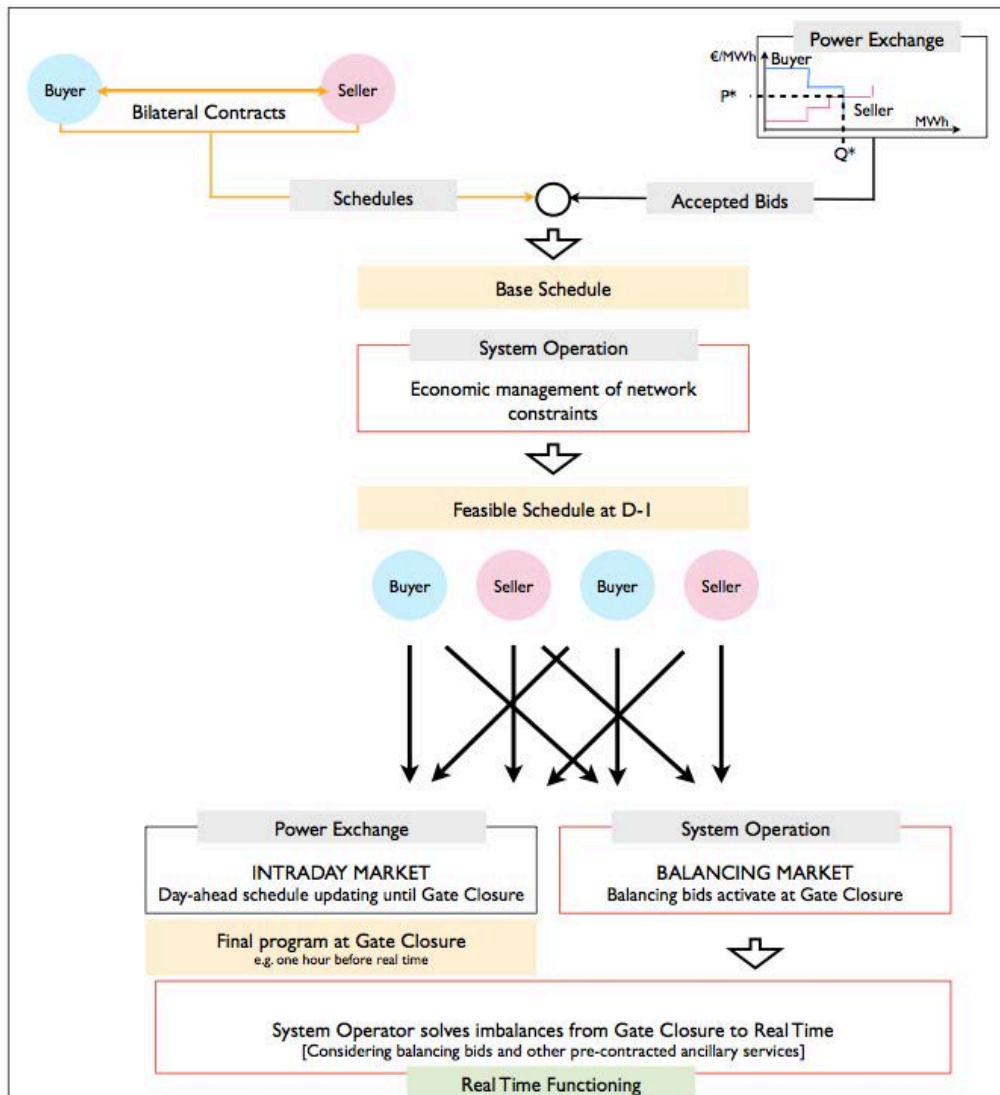 Power Exchange
€/MWh
Buyer
P*
Seller
MWh
Q*
Buyer
Seller
Bilateral Contracts
Schedules
Accepted Bids
Base Schedule
System Operation
Economic management of network
constraints
Feasible Schedule at D-1
Buyer
Seller
Buyer
Seller
Power Exchange
INTRADAY MARKET
Day-ahead schedule updating until Gate Closure
System Operation
BALANCING MARKET
Balancing bids activate at Gate Closure
Final program at Gate Closure
e.g. one hour before real time
System Operator solves imbalances from Gate Closure to Real Time
[Considering balancing bids and other pre-contracted ancillary services]
Real Time Functioning